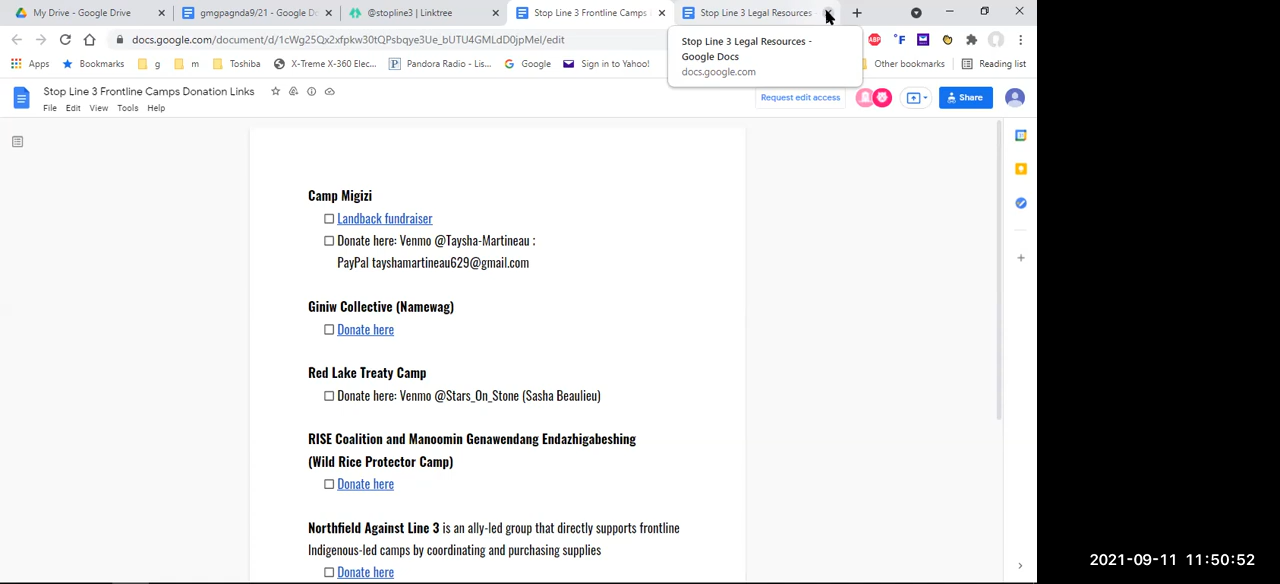 My Drive - Google Drive
gmgpagnda9/21 - Google D
@stopline3 | Linktree
Stop Line 3 Frontline Camps
Stop Line 3 Legal Resources
docs.google.com/document/d/1cWg25Qx2xfpkw30tQPsbqye3Ue_bUTU4GMLdD0jpMeI/edit
Stop Line 3 Legal Resources -
Google Docs
docs.google.com
ABP
F
Apps
Bookmarks
g
m
Toshiba
X-Treme X-360 Elec...
Pandora Radio - Lis...
Google
Sign in to Yahoo!
Other bookmarks
Reading list
Stop Line 3 Frontline Camps Donation Links
File Edit View Tools Help
Request edit access
Share
Camp Migizi
Landback fundraiser
Donate here: Venmo @Taysha-Martineau :
PayPal tayshamartineau629@gmail.com
Giniw Collective (Namewag)
Donate here
Red Lake Treaty Camp
Donate here: Venmo @Stars_On_Stone (Sasha Beaulieu)
RISE Coalition and Manoomin Genawendang Endazhigabeshing
(Wild Rice Protector Camp)
Donate here
Northfield Against Line 3 is an ally-led group that directly supports frontline
Indigenous-led camps by coordinating and purchasing supplies
Donate here
2021-09-11 11:50:52